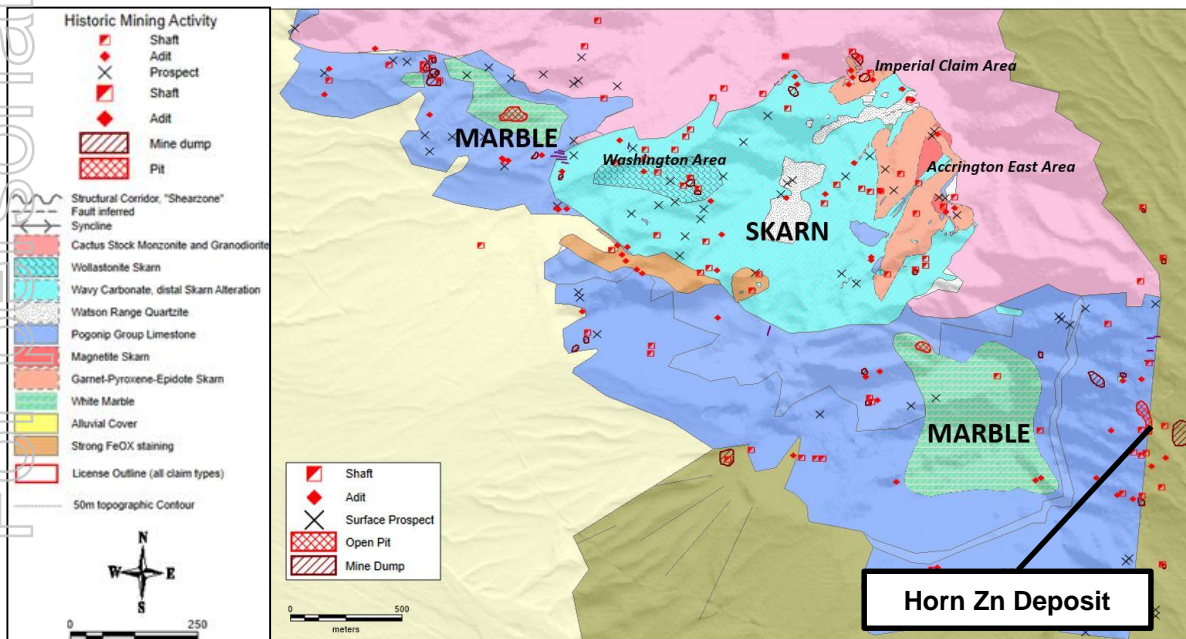 For personal
Historic Mining Activity
Shaft
Adit
Prospect
Shaft
Adit
Mine dump
Pit
Structural Corridor, "Shearzone"
Fault inferred
Syncline
Cactus Stock Monzonite and Granodiorite
Wollastonite Skarn
Wavy Carbonate, distal Skarn Alteration
Watson Range Quartzite
Pogonip Group Limestone
Magnetite Skarn
Garnet-Pyroxene-Epidote Skarn
White Marble
Alluvial Cover
Strong FeOX staining
License Outline (all claim types)
50m topographic Contour
N
W E
S
0 250
Imperial Claim Area
MARBLE
Washington Area
Accrington East Area
SKARN
MARBLE
Shaft
Adit
Surface Prospect
Open Pit
Mine Dump
0 500
meters
Horn Zn Deposit